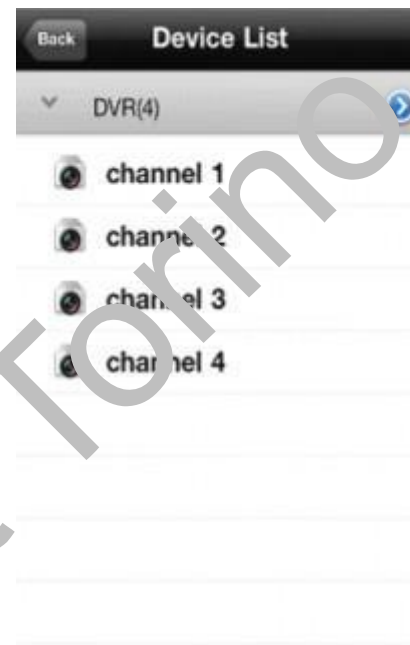 Back Device List
DVR(4)
channel 1
channel 2
channel 3
channel 4
Torino